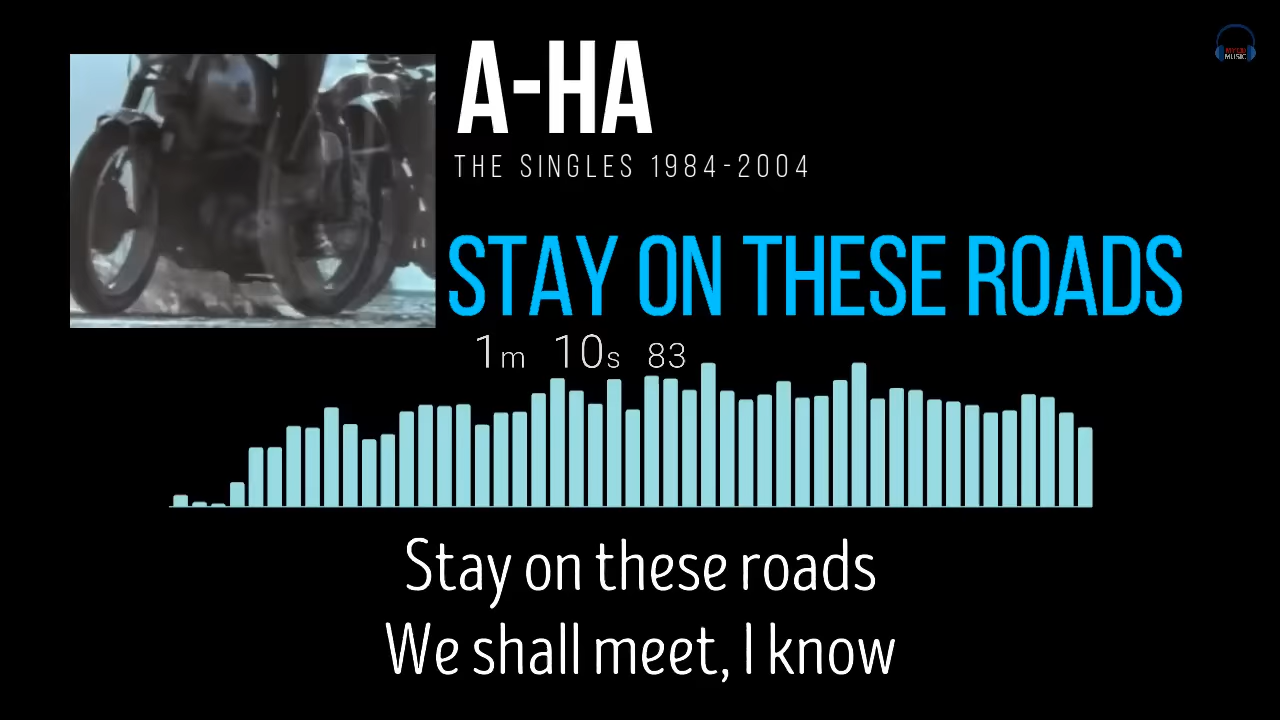 A-HA
THE SINGLES 1984-2004
STAY ON THESE ROADS
1m 10s 83
Stay on these roads
We shall meet, I know
MUSIC